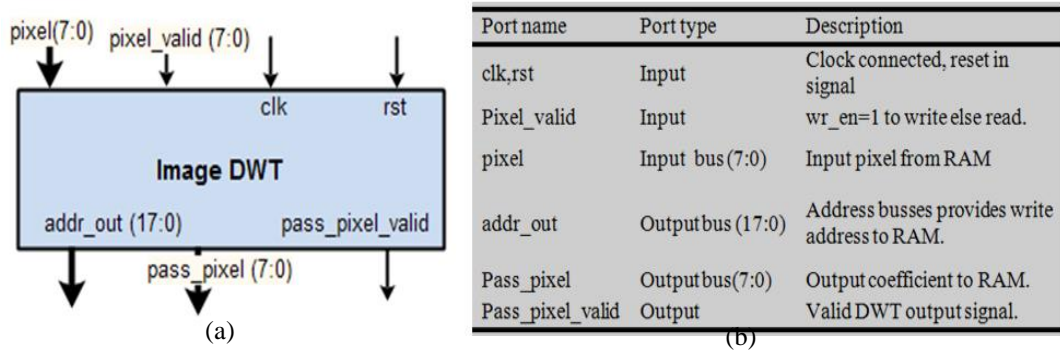 pixel(7:0)
pixel_valid (7:0)
clk
rst
Image DWT
addr_out (17:0)
pass_pixel_valid
pass_pixel (7:0)
(a)
Port name Port type Description
clk,rst Input Clock connected, reset in
signal
Pixel_valid Input wr_en=1 to write else read.
pixel Input bus (7:0) Input pixel from RAM
addr_out Output bus (17:0) Address busses provides write
address to RAM.
Pass_pixel Output bus(7:0) Output coefficient to RAM.
Pass_pixel_valid Output Valid DWT output signal.
(b)